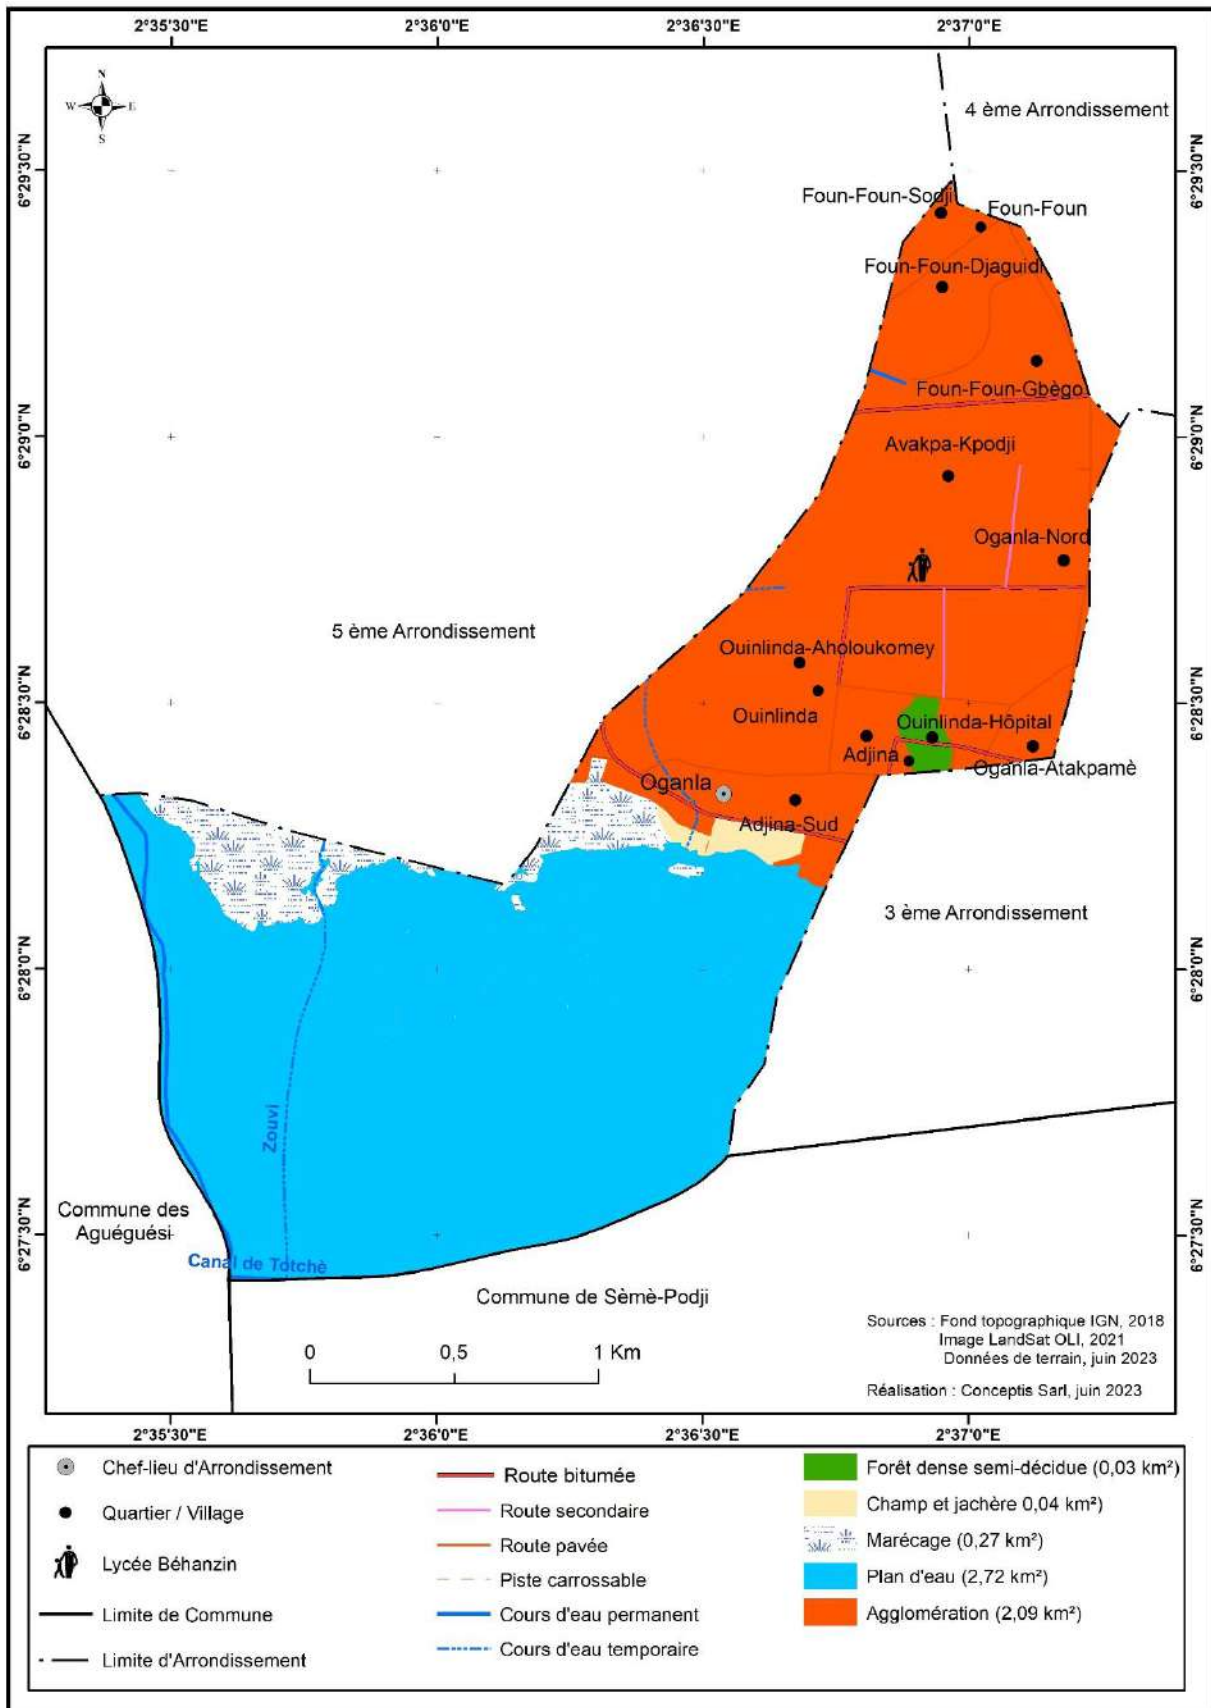 2°35'30"E
2°36'0"E
2°36'30"E
2°37'0"E
N
W
E
S
4 ème Arrondissement
6°29'30"N
6°29'30"N
Foun-Foun-Sodji
Foun-Foun
Foun-Foun-Djaguidi
Foun-Foun-Gbègo
6°29'0"N
6°29'0"N
Avakpa-Kpodji
Oganla-Nord
5 ème Arrondissement
Ouinlinda-Aholoukomey
6°28'30"N
6°28'30"N
Ouinlinda
Ouinlinda-Hôpital
Adjina
Oganla-Atakpamè
Oganla
Adjina-Sud
3 ème Arrondissement
6°28'0"N
6°28'0"N
Zouvi
Commune des
Aguéguési
6°27'30"N
6°27'30"N
Canal de Totchè
Commune de Sèmè-Podji
Sources : Fond topographique IGN, 2018
Image LandSat OLI, 2021
Données de terrain, juin 2023
Réalisation : Conceptis Sarl, juin 2023
0
0,5
1 Km
2°35'30"E
2°36'0"E
2°36'30"E
2°37'0"E
Chef-lieu d'Arrondissement
Quartier / Village
Lycée Béhanzin
Limite de Commune
Limite d'Arrondissement
Route bitumée
Route secondaire
Route pavée
Piste carrossable
Cours d'eau permanent
Cours d'eau temporaire
Forêt dense semi-décidue (0,03 km²)
Champ et jachère 0,04 km²)
Marécage (0,27 km²)
Plan d'eau (2,72 km²)
Agglomération (2,09 km²)